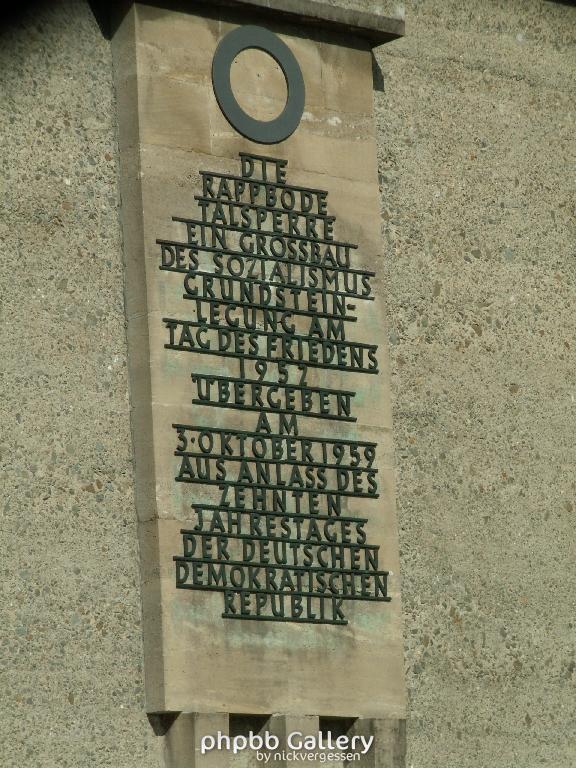 DIE
RAPPBODE
TALSPERRE
EIN GROSSBAU
DES SOZIALISMUS
GRUNDSTEIN-
LEGUNG AM
TAG DES FRIEDENS
1952
ÜBERGEBEN
AM
3·OKTOBER 1959
AUS ANLASS DES
ZEHNTEN
JAHRESTAGES
DER DEUTSCHEN
DEMOKRATISCHEN
REPUBLIK
phpbb Gallery
by nickvergessen